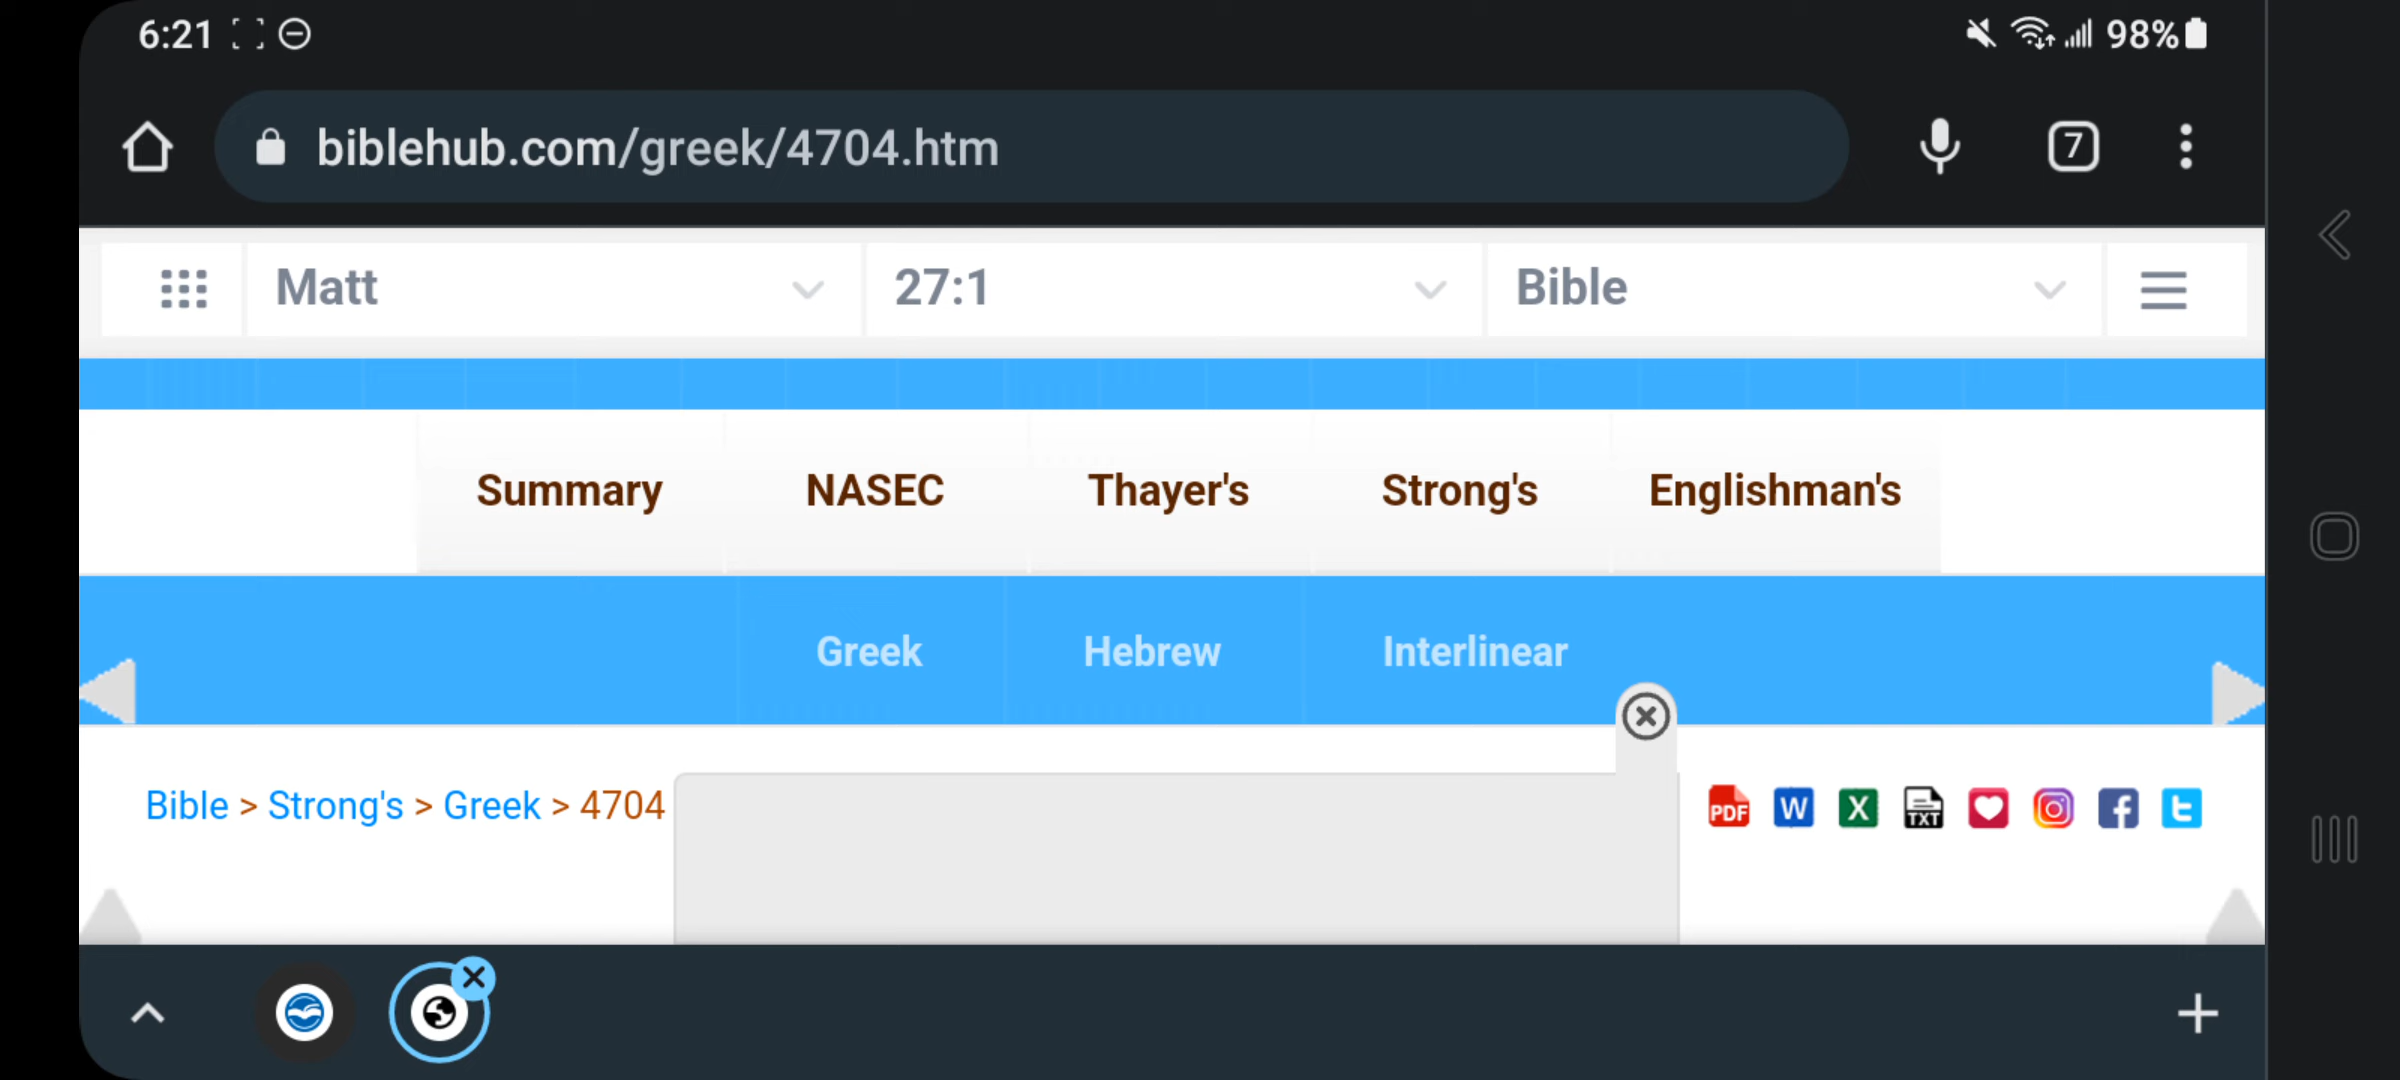 6:21 98%
biblehub.com/greek/4704.htm 7
Matt 27:1 Bible
Summary NASEC Thayer's Strong's Englishman's
Greek Hebrew Interlinear
Bible > Strong's > Greek > 4704 PDF W X TXT f t